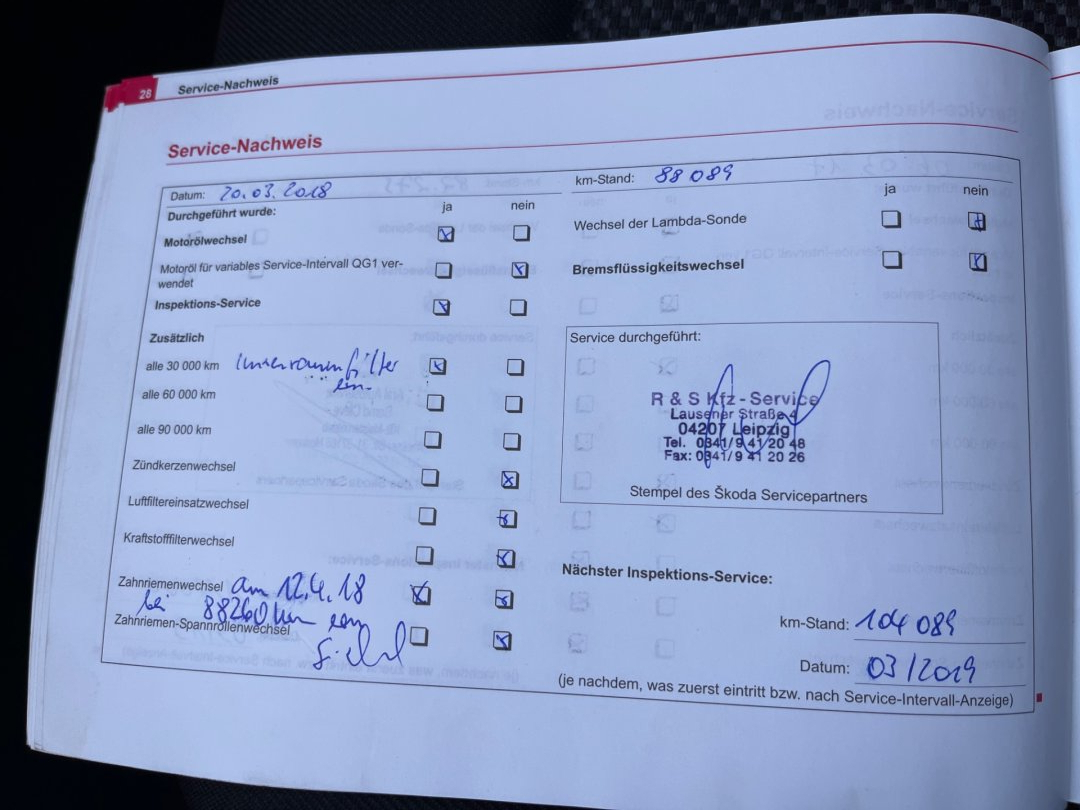 28 Service-Nachweis
Service-Nachweis
Datum: 20.03.2018
km-Stand: 88 089
Durchgeführt wurde:
ja nein
Motorölwechsel
Motoröl für variables Service-Intervall QG1 ver-
wendet
Inspektions-Service
Zusätzlich
alle 30 000 km Innenraumfilter
alle 60 000 km
alle 90 000 km
Zündkerzenwechsel
Luftfiltereinsatzwechsel
Kraftstofffilterwechsel
Zahnriemenwechsel am 12.4.18
bei 88260 km
Zahnriemen-Spannrollenwechsel
ja nein
Wechsel der Lambda-Sonde
Bremsflüssigkeitswechsel
Service durchgeführt:
R & S Kfz-Service
Lausener Straße 4
04207 Leipzig
Tel. 0341/9 41 20 48
Fax: 0341/9 41 20 26
Stempel des Škoda Servicepartners
Nächster Inspektions-Service:
km-Stand: 104 089
Datum: 03/2019
(je nachdem, was zuerst eintritt bzw. nach Service-Intervall-Anzeige)